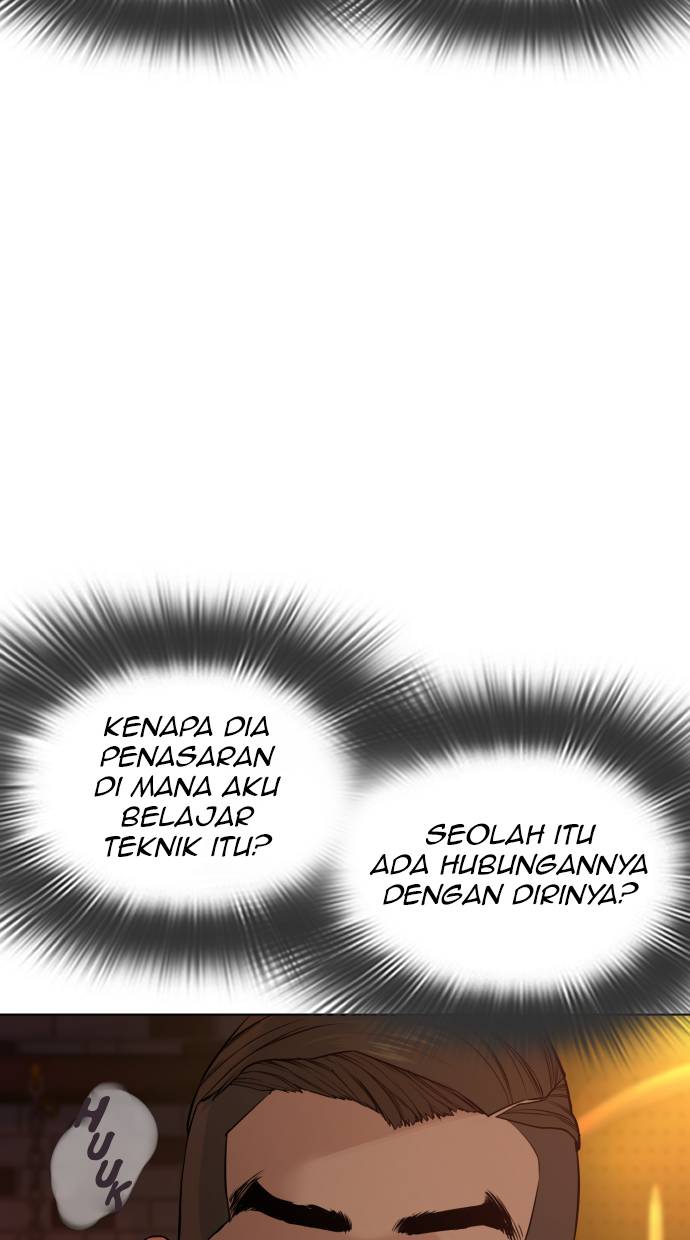 KENAPA DIA
PENASARAN
DI MANA AKU
BELAJAR
TEKNIK ITU?
SEOLAH ITU
ADA HUBUNGANNYA
DENGAN DIRINYA?
HUUK